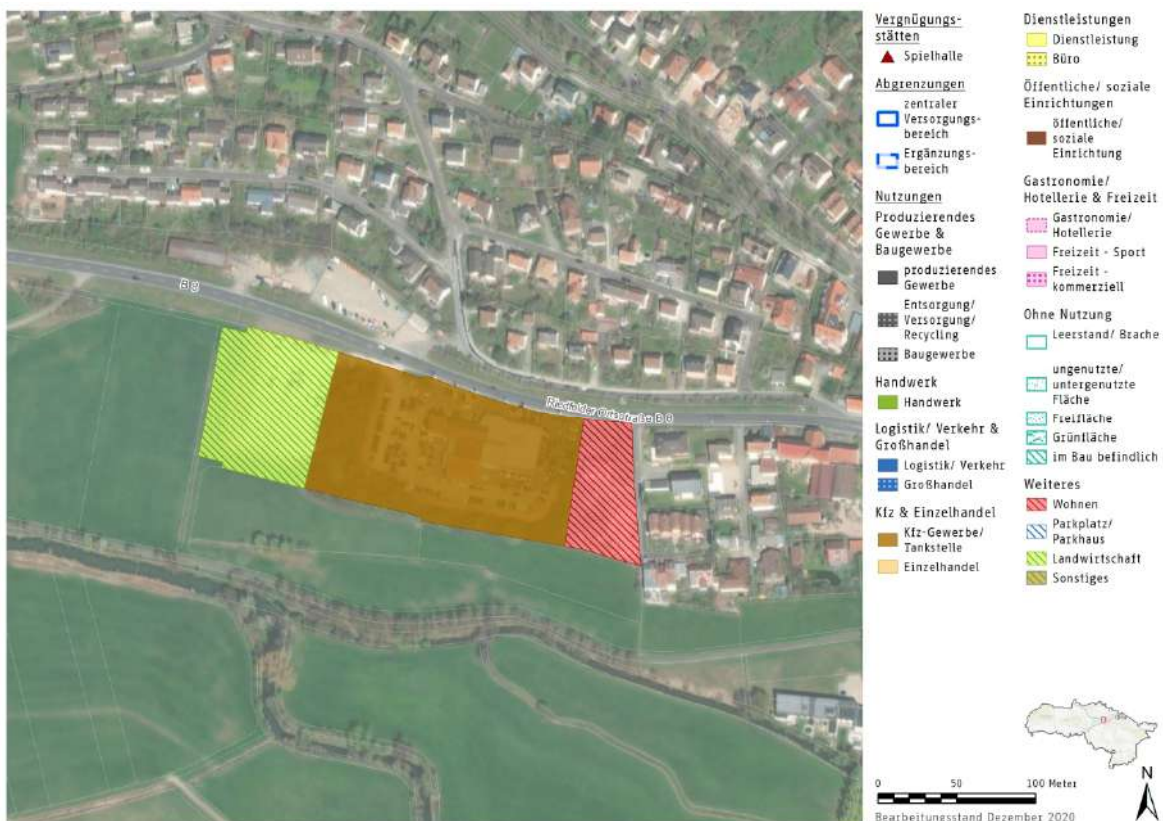 B 8
Riedfelder Ortsstraße B 8
Vergnügungs-
stätten
Spielhalle
Abgrenzungen
zentraler
Versorgungs-
bereich
Ergänzungs-
bereich
Nutzungen
Produzierendes
Gewerbe &
Baugewerbe
produzierendes
Gewerbe
Entsorgung/
Versorgung/
Recycling
Baugewerbe
Handwerk
Handwerk
Logistik/ Verkehr &
Großhandel
Logistik/ Verkehr
Großhandel
Kfz & Einzelhandel
Kfz-Gewerbe/
Tankstelle
Einzelhandel
Dienstleistungen
Dienstleistung
Büro
Öffentliche/ soziale
Einrichtungen
öffentliche/
soziale
Einrichtung
Gastronomie/
Hotellerie & Freizeit
Gastronomie/
Hotellerie
Freizeit - Sport
Freizeit -
kommerziell
Ohne Nutzung
Leerstand/ Brache
ungenutzte/
untergenutzte
Fläche
Freifläche
Grünfläche
im Bau befindlich
Weiteres
Wohnen
Parkplatz/
Parkhaus
Landwirtschaft
Sonstiges
N
0 50 100 Meter
Bearbeitungsstand Dezember 2020